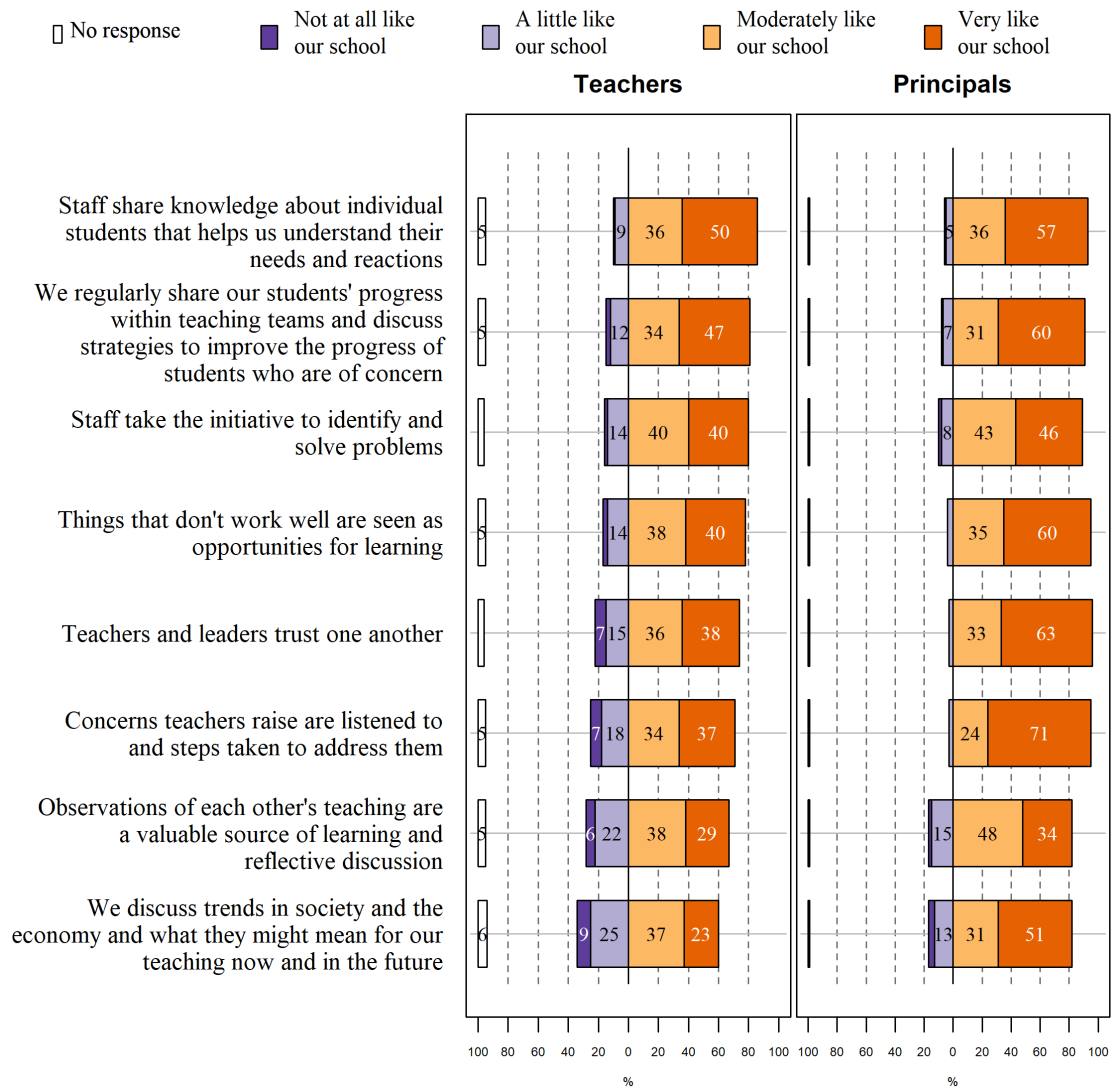 No response
Not at all like
our school
A little like
our school
Moderately like
our school
Very like
our school
Teachers Principals
Staff share knowledge about individual
students that helps us understand their
needs and reactions
5 9 36 50 5 36 57
We regularly share our students' progress
within teaching teams and discuss
strategies to improve the progress of
students who are of concern
5 12 34 47 7 31 60
Staff take the initiative to identify and
solve problems
14 40 40 8 43 46
Things that don't work well are seen as
opportunities for learning
5 14 38 40 35 60
Teachers and leaders trust one another
7 15 36 38 33 63
Concerns teachers raise are listened to
and steps taken to address them
5 7 18 34 37 24 71
Observations of each other's teaching are
a valuable source of learning and
reflective discussion
5 6 22 38 29 15 48 34
We discuss trends in society and the
economy and what they might mean for our
teaching now and in the future
6 9 25 37 23 13 31 51
100 80 60 40 20 0 20 40 60 80 100 100 80 60 40 20 0 20 40 60 80 100
% %